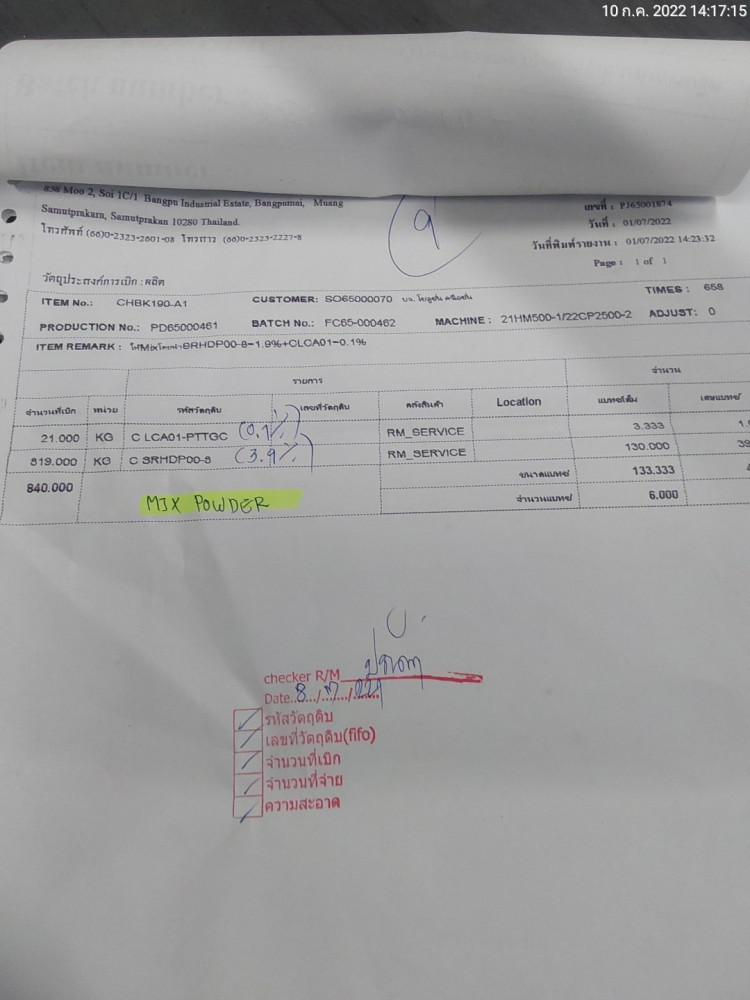 10 ก.ค. 2022 14:17:15
858 Moo 2, Soi 1C/1 Bangpu Industrial Estate, Bangpumai, Muang
Samutprakarn, Samutprakan 10280 Thailand.
โทรศัพท์ (66)0-2323-2601-08 โทรสาร (66)0-2323-2227-8
9
เลขที่ : PJ65001874
วันที่ : 01/07/2022
วันที่พิมพ์รายงาน : 01/07/2022 14:23:32
Page : 1 of 1
วัตถุประสงค์การเบิก : ผลิต
ITEM No.: CHBK190-A1 CUSTOMER: SO65000070 TIMES : 658
PRODUCTION No.: PD65000461 BATCH No.: FC65-000462 MACHINE : 21HM500-1/22CP2500-2 ADJUST: 0
ITEM REMARK : SRHDP00-8=1.9%+CLCA01=0.1%
รายการ จำนวน
จำนวนที่เบิก หน่วย รหัสวัตถุดิบ เลขที่วัตถุดิบ คลังสินค้า Location แบทช์เต็ม เศษแบทช์
21.000 KG C LCA01-PTTGC (0.1%) RM_SERVICE 3.333
819.000 KG C SRHDP00-8 (3.9%) RM_SERVICE 130.000
840.000 ขนาดแบทช์ 133.333
MIX POWDER จำนวนแบทช์ 6.000
checker R/M
Date..8.../
รหัสวัตถุดิบ
เลขที่วัตถุดิบ(fifo)
จำนวนที่เบิก
จำนวนที่จ่าย
ความสะอาด